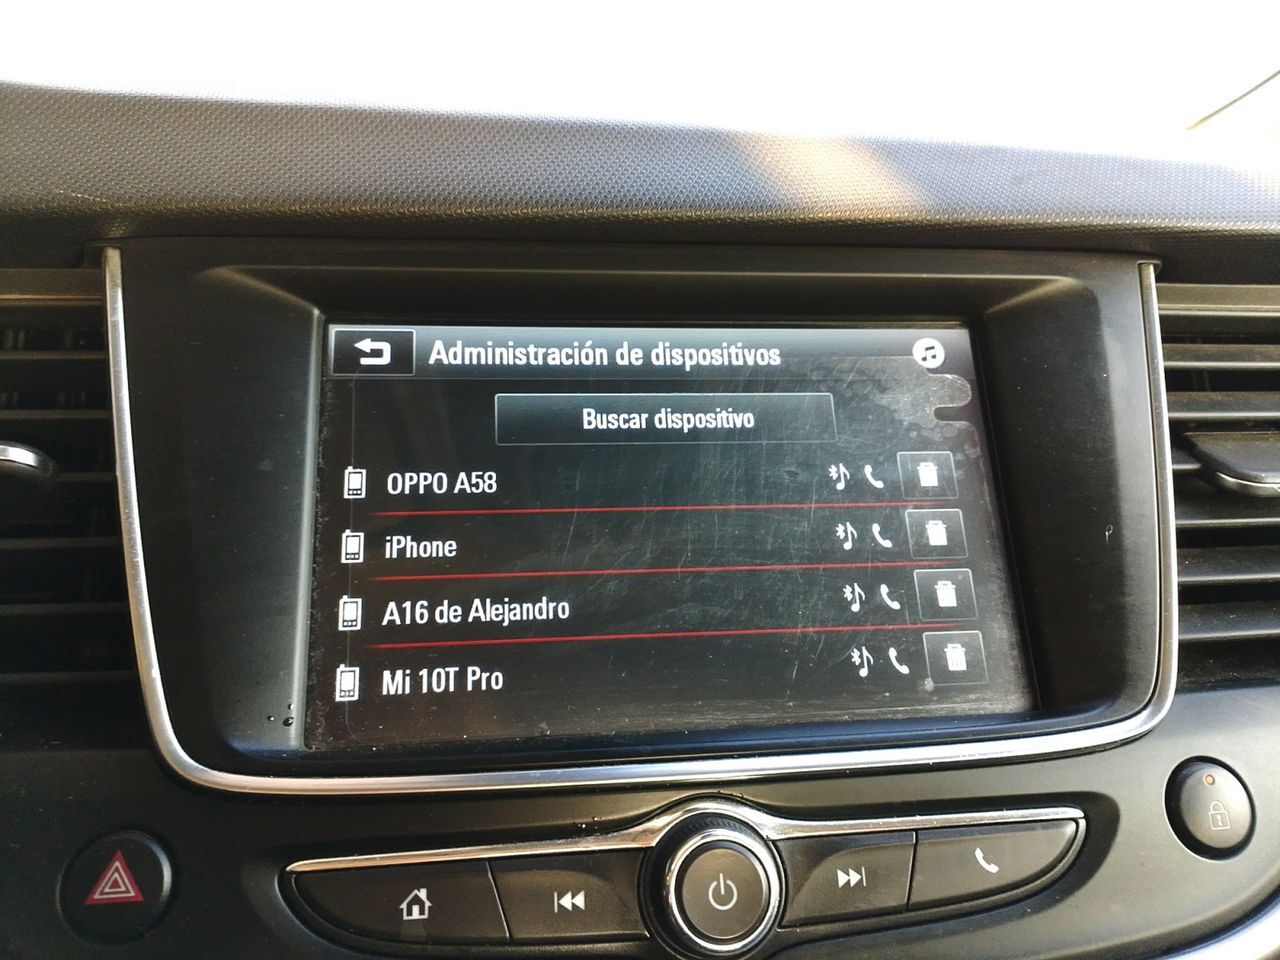 Administración de dispositivos
Buscar dispositivo
OPPO A58
iPhone
A16 de Alejandro
Mi 10T Pro